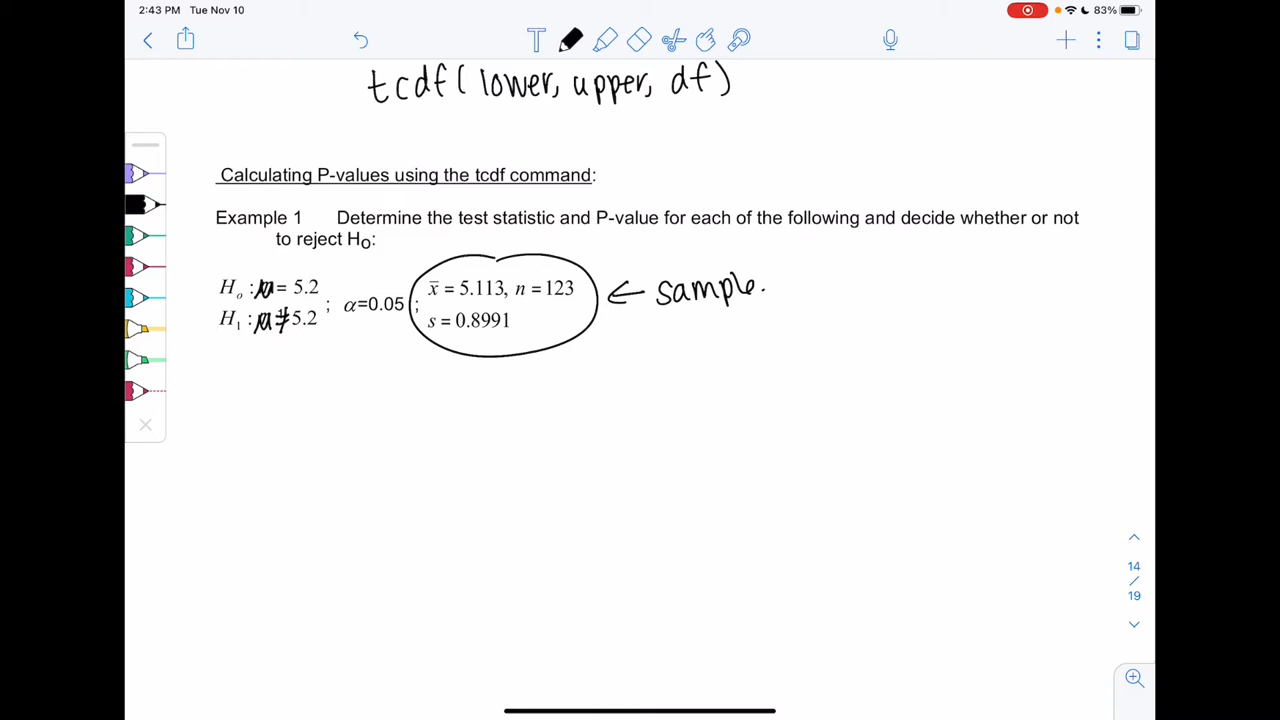 2:43 PM Tue Nov 10
83%
T
tcdf( lower, upper, df)
Calculating P-values using the tcdf command:
Example 1 Determine the test statistic and P-value for each of the following and decide whether or not
to reject Ho:
Ho : μ = 5.2
H1 : μ ≠ 5.2
; α=0.05 ;
x̄ = 5.113, n = 123
s = 0.8991
← sample.
14
/
19